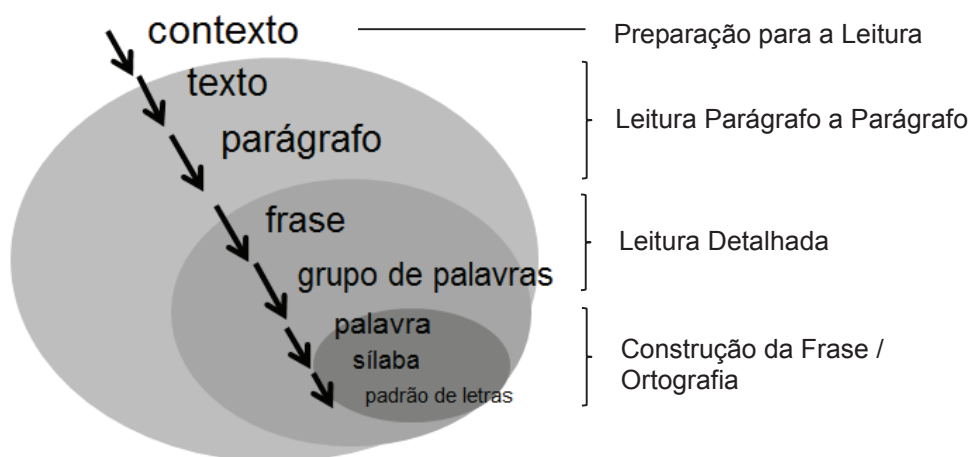 contexto
Preparação para a Leitura
texto
parágrafo
Leitura Parágrafo a Parágrafo
frase
grupo de palavras
Leitura Detalhada
palavra
sílaba
padrão de letras
Construção da Frase /
Ortografia